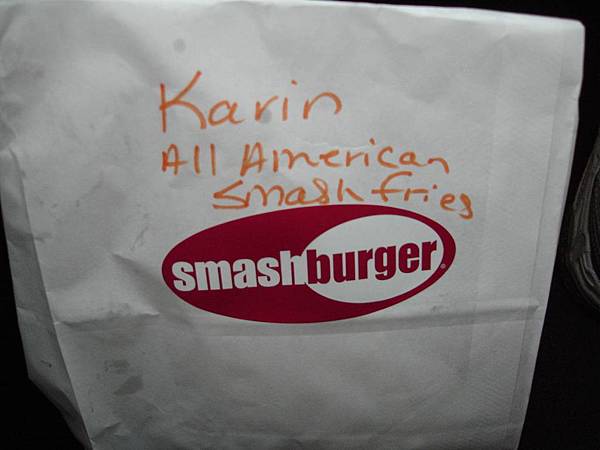 Karin
All American
smash fries
smashburger